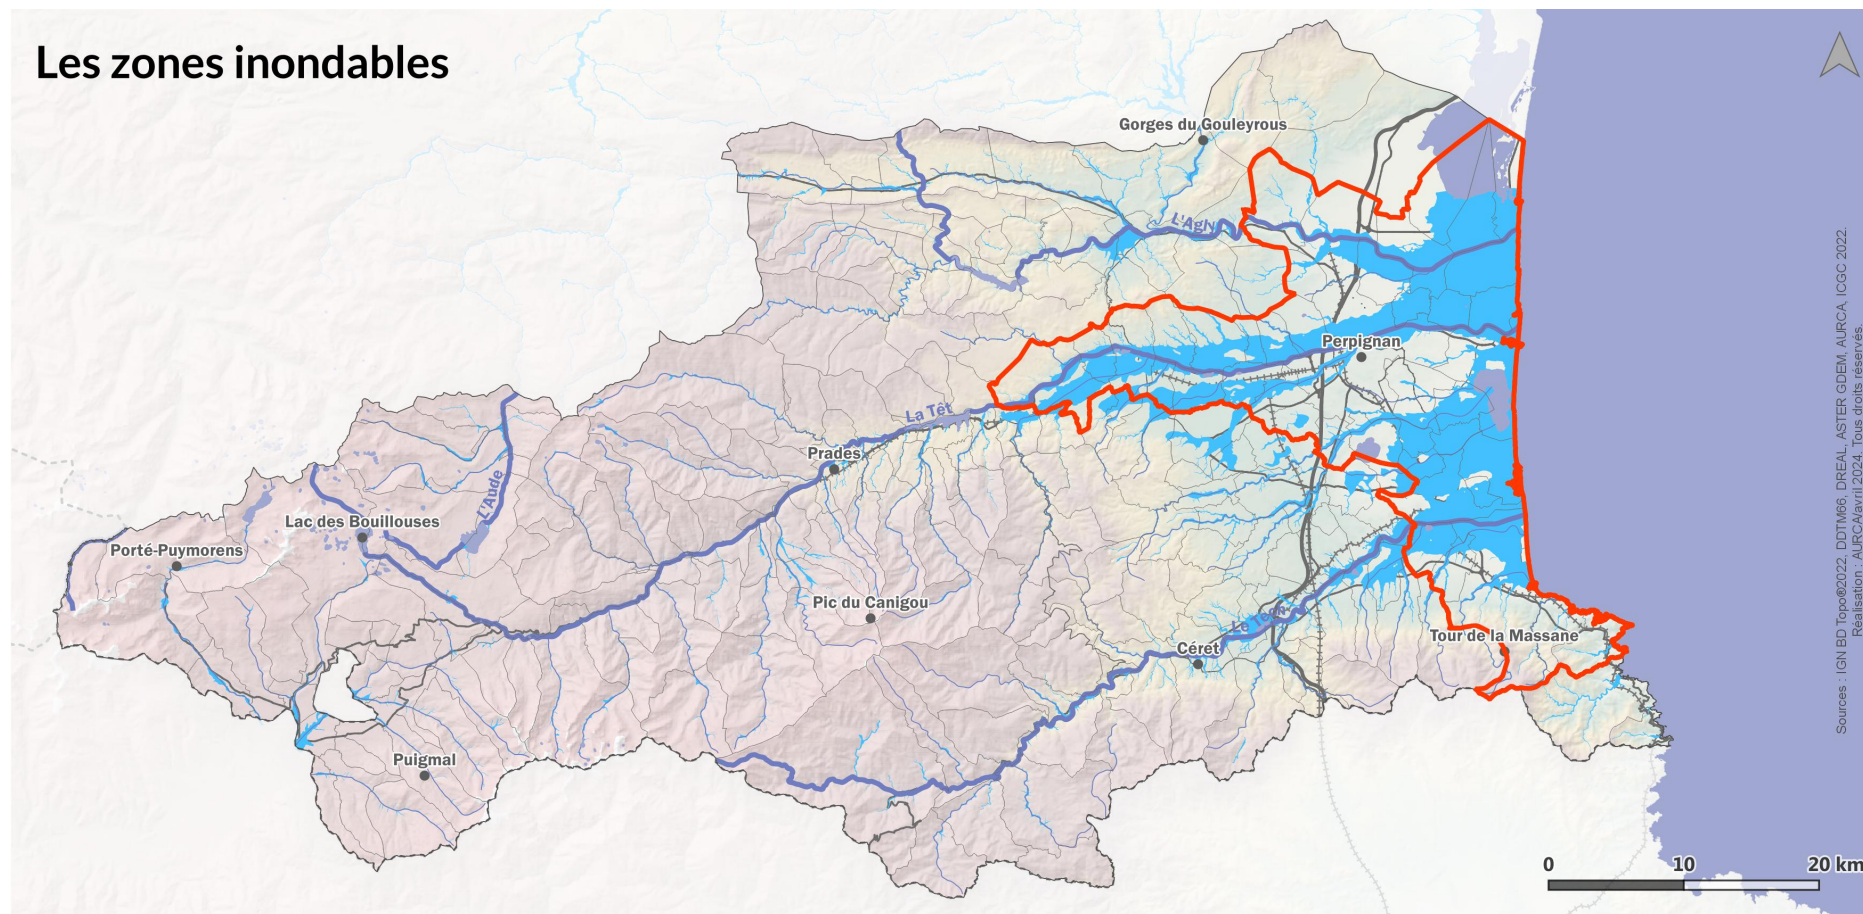 Les zones inondables
Gorges du Gouleyrous
L'Agly
Perpignan
La Têt
Prades
L'Aude
Lac des Bouillouses
Porté-Puymorens
Pic du Canigou
Le Tech
Tour de la Massane
Céret
Puigmal
0 10 20 km
Sources : IGN BD Topo®2022, DDTM66, DREAL, ASTER GDEM, AURCA, ICGC 2022.
Réalisation : AURCA/avril 2024. Tous droits réservés.